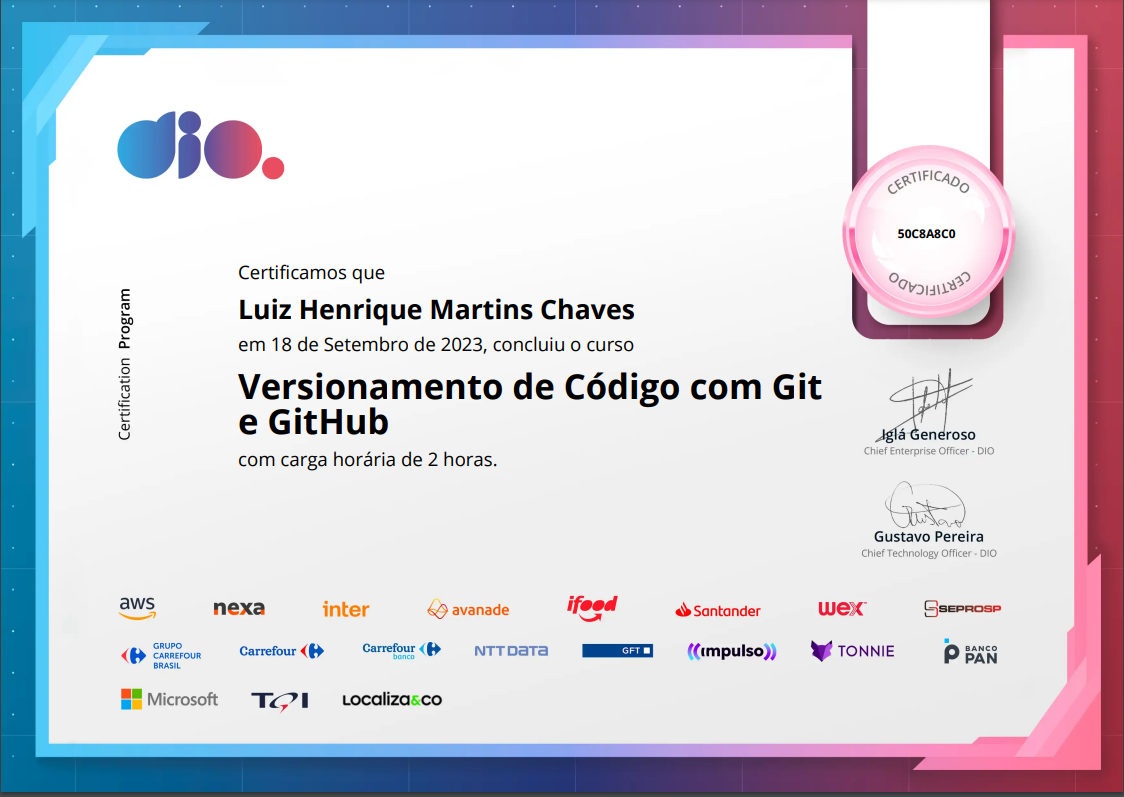 dio.
CERTIFICADO
50C8A8C0
CERTIFICADO
Certification Program
Certificamos que
Luiz Henrique Martins Chaves
em 18 de Setembro de 2023, concluiu o curso
Versionamento de Código com Git
e GitHub
com carga horária de 2 horas.
Iglá Generoso
Chief Enterprise Officer - DIO
Gustavo
Gustavo Pereira
Chief Technology Officer - DIO
aws nexa inter avanade ifood Santander wex SEPROSP
GRUPO
CARREFOUR
BRASIL
Carrefour
Carrefour
banco
NTT DATA
GFT
impulso
TONNIE
BANCO
PAN
Microsoft TQI LOCALIZA&CO